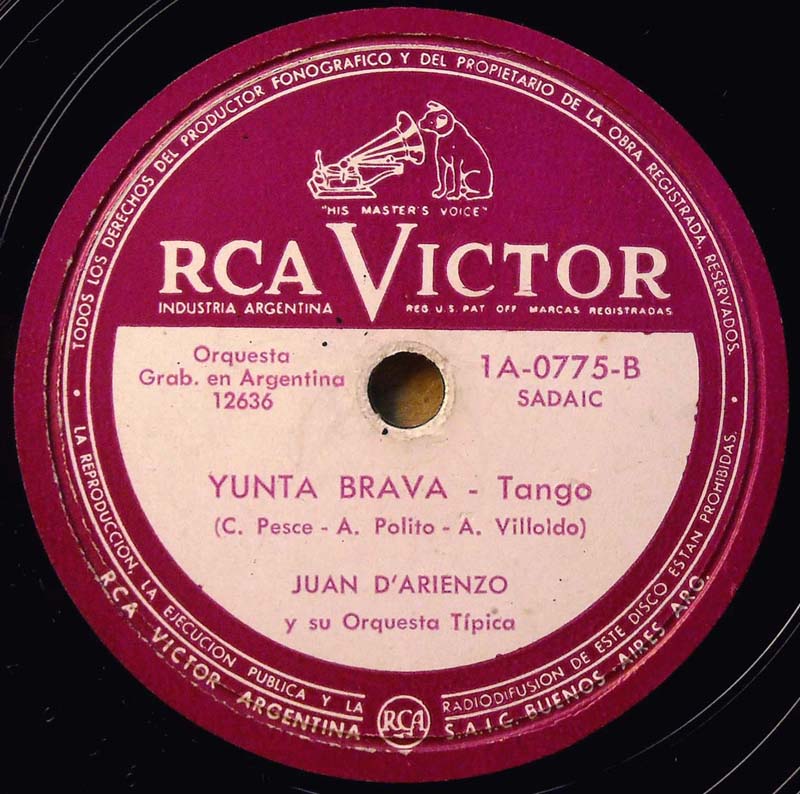 TODOS LOS DERECHOS DEL PRODUCTOR FONOGRAFICO Y DEL PROPIETARIO DE LA OBRA REGISTRADA, RESERVADOS.
"HIS MASTER'S VOICE"
RCA VICTOR
INDUSTRIA ARGENTINA
REG U.S. PAT OFF MARCAS REGISTRADAS
Orquesta
Grab. en Argentina
12636
1A-0775-B
SADAIC
YUNTA BRAVA - Tango
(C. Pesce - A. Polito - A. Villoldo)
JUAN D'ARIENZO
y su Orquesta Típica
LA REPRODUCCION, LA EJECUCION PUBLICA Y LA RADIODIFUSION DE ESTE DISCO ESTAN PROHIBIDAS.
RCA VICTOR ARGENTINA S.A.I.C. BUENOS AIRES ARG.
RCA